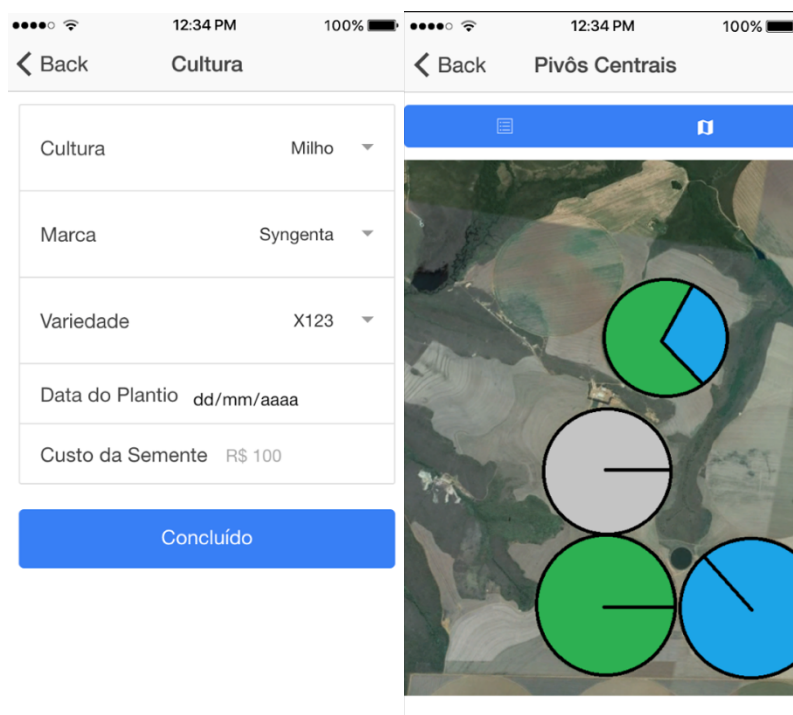 12:34 PM
100%
Back
Cultura
Cultura
Milho
Marca
Syngenta
Variedade
X123
Data do Plantio dd/mm/aaaa
Custo da Semente R$ 100
Concluído
12:34 PM
100%
Back
Pivôs Centrais